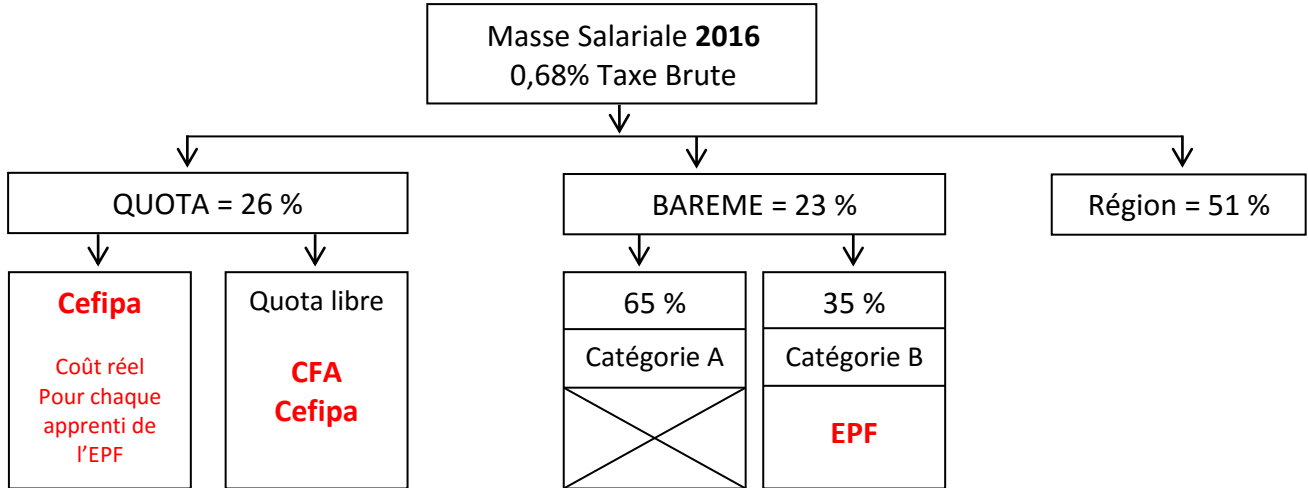 Masse Salariale 2016
0,68% Taxe Brute
QUOTA = 26 %
BAREME = 23 %
Région = 51 %
Cefipa
Coût réel
Pour chaque
apprenti de
l’EPF
Quota libre
CFA
Cefipa
65 %
Catégorie A
35 %
Catégorie B
EPF